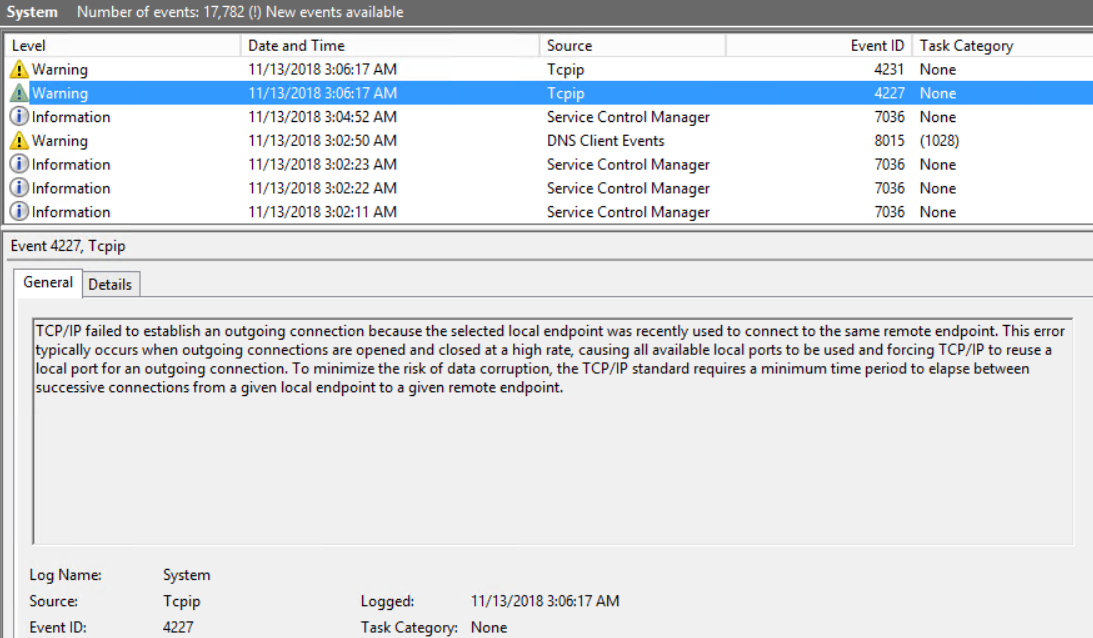 System Number of events: 17,782 (!) New events available
Level Date and Time Source Event ID Task Category
Warning 11/13/2018 3:06:17 AM Tcpip 4231 None
Warning 11/13/2018 3:06:17 AM Tcpip 4227 None
Information 11/13/2018 3:04:52 AM Service Control Manager 7036 None
Warning 11/13/2018 3:02:50 AM DNS Client Events 8015 (1028)
Information 11/13/2018 3:02:23 AM Service Control Manager 7036 None
Information 11/13/2018 3:02:22 AM Service Control Manager 7036 None
Information 11/13/2018 3:02:11 AM Service Control Manager 7036 None
Event 4227, Tcpip
General Details
TCP/IP failed to establish an outgoing connection because the selected local endpoint was recently used to connect to the same remote endpoint. This error
typically occurs when outgoing connections are opened and closed at a high rate, causing all available local ports to be used and forcing TCP/IP to reuse a
local port for an outgoing connection. To minimize the risk of data corruption, the TCP/IP standard requires a minimum time period to elapse between
successive connections from a given local endpoint to a given remote endpoint.
Log Name: System
Source: Tcpip Logged: 11/13/2018 3:06:17 AM
Event ID: 4227 Task Category: None